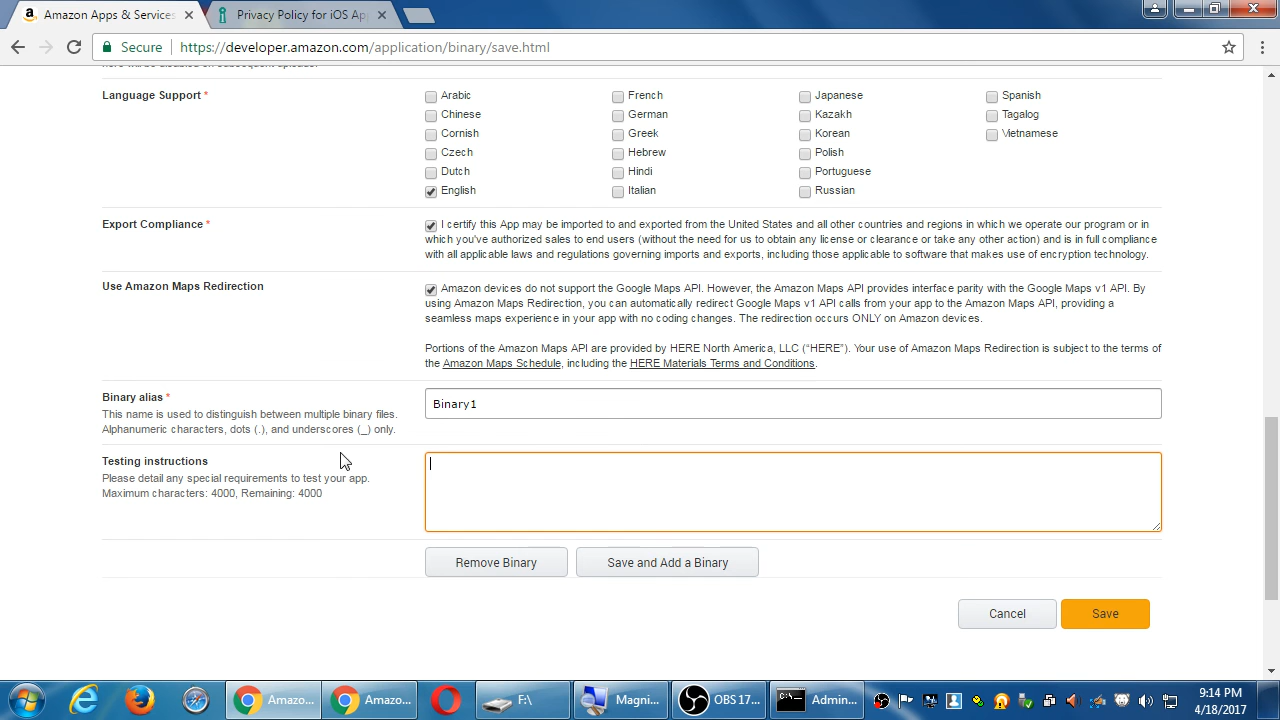 Amazon Apps & Services
Privacy Policy for iOS App
Secure
https://developer.amazon.com/application/binary/save.html
Language Support *
Arabic
French
Japanese
Spanish
Chinese
German
Kazakh
Tagalog
Cornish
Greek
Korean
Vietnamese
Czech
Hebrew
Polish
Dutch
Hindi
Portuguese
English
Italian
Russian
Export Compliance *
I certify this App may be imported to and exported from the United States and all other countries and regions in which we operate our program or in
which you've authorized sales to end users (without the need for us to obtain any license or clearance or take any other action) and is in full compliance
with all applicable laws and regulations governing imports and exports, including those applicable to software that makes use of encryption technology.
Use Amazon Maps Redirection
Amazon devices do not support the Google Maps API. However, the Amazon Maps API provides interface parity with the Google Maps v1 API. By
using Amazon Maps Redirection, you can automatically redirect Google Maps v1 API calls from your app to the Amazon Maps API, providing a
seamless maps experience in your app with no coding changes. The redirection occurs ONLY on Amazon devices.
Portions of the Amazon Maps API are provided by HERE North America, LLC (“HERE”). Your use of Amazon Maps Redirection is subject to the terms of
the Amazon Maps Schedule, including the HERE Materials Terms and Conditions.
Binary alias *
This name is used to distinguish between multiple binary files.
Alphanumeric characters, dots (.), and underscores (_) only.
Binary1
Testing instructions
Please detail any special requirements to test your app.
Maximum characters: 4000, Remaining: 4000
Remove Binary
Save and Add a Binary
Cancel
Save
Amazo...
Amazo...
F:\
Magni...
OBS 17...
C:\
Admin...
9:14 PM
4/18/2017